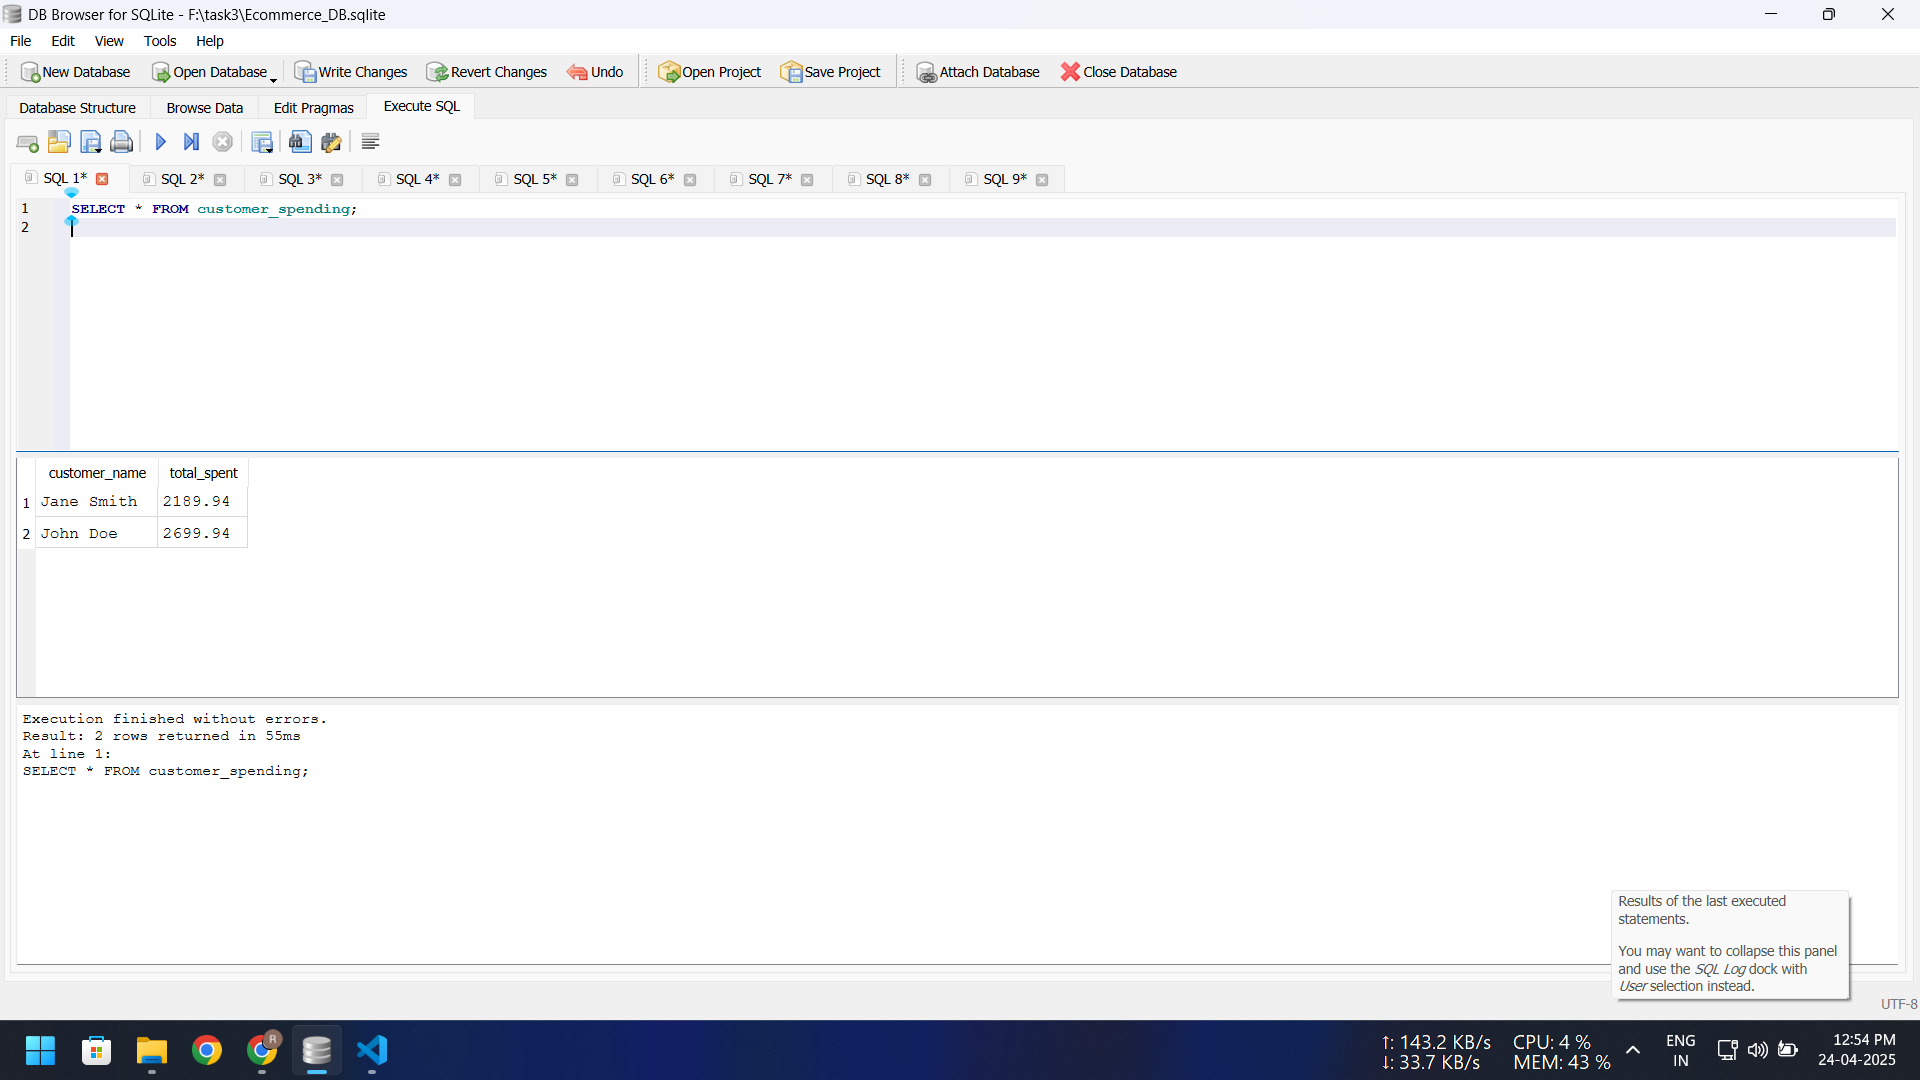 DB Browser for SQLite - F:\task3\Ecommerce_DB.sqlite
File Edit View Tools Help
New Database Open Database Write Changes Revert Changes Undo Open Project Save Project Attach Database Close Database
Database Structure Browse Data Edit Pragmas Execute SQL
SQL 1* SQL 2* SQL 3* SQL 4* SQL 5* SQL 6* SQL 7* SQL 8* SQL 9*
1 SELECT * FROM customer_spending;
2
customer_name total_spent
1 Jane Smith 2189.94
2 John Doe 2699.94
Execution finished without errors.
Result: 2 rows returned in 55ms
At line 1:
SELECT * FROM customer_spending;
Results of the last executed
statements.
You may want to collapse this panel
and use the SQL Log dock with
User selection instead.
UTF-8
R
↑: 143.2 KB/s CPU: 4 % ENG 12:54 PM
↓: 33.7 KB/s MEM: 43 % IN 24-04-2025